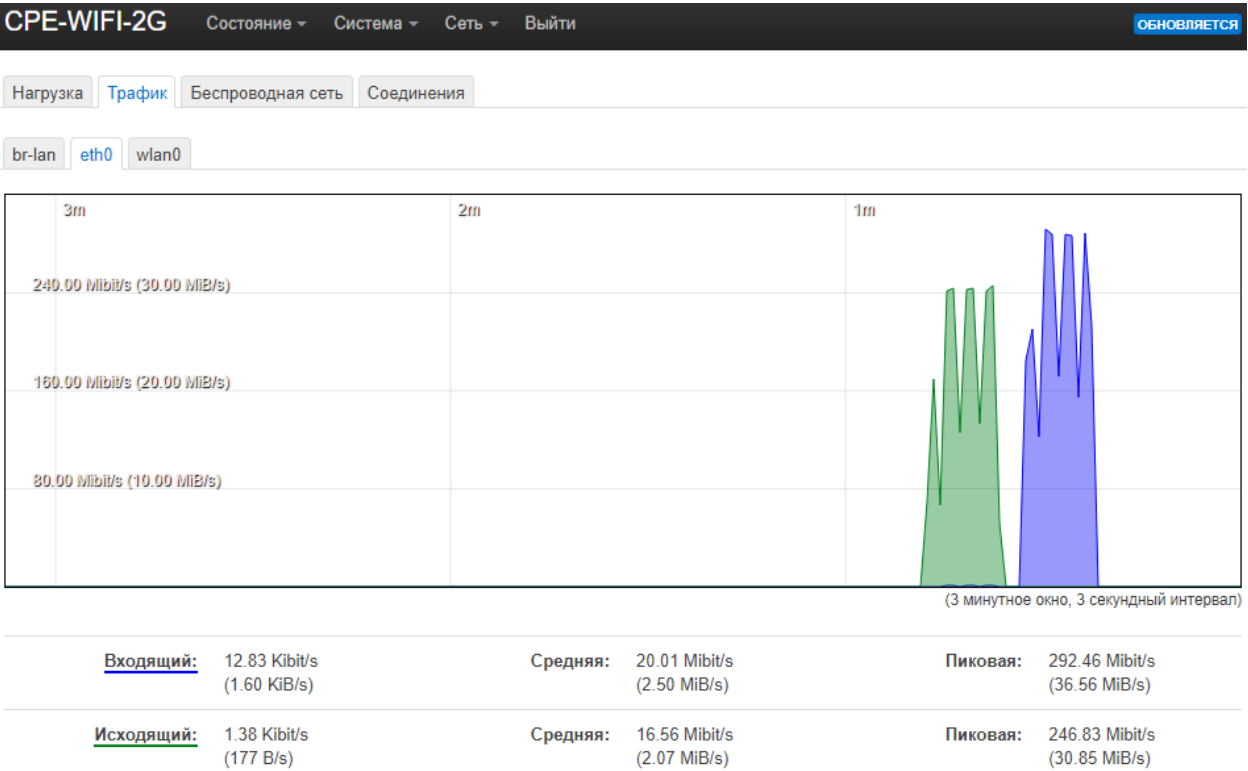 CPE-WIFI-2G Состояние Система Сеть Выйти ОБНОВЛЯЕТСЯ
Нагрузка Трафик Беспроводная сеть Соединения
br-lan eth0 wlan0
3m 2m 1m
240.00 Mibit/s (30.00 MiB/s)
160.00 Mibit/s (20.00 MiB/s)
80.00 Mibit/s (10.00 MiB/s)
(3 минутное окно, 3 секундный интервал)
Входящий: 12.83 Kibit/s Средняя: 20.01 Mibit/s Пиковая: 292.46 Mibit/s
(1.60 KiB/s) (2.50 MiB/s) (36.56 MiB/s)
Исходящий: 1.38 Kibit/s Средняя: 16.56 Mibit/s Пиковая: 246.83 Mibit/s
(177 B/s) (2.07 MiB/s) (30.85 MiB/s)